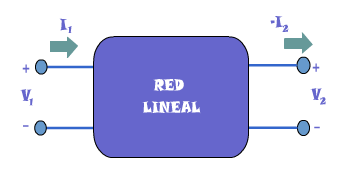 I1 -I2
+ +
RED
V1 V2
LINEAL
- -